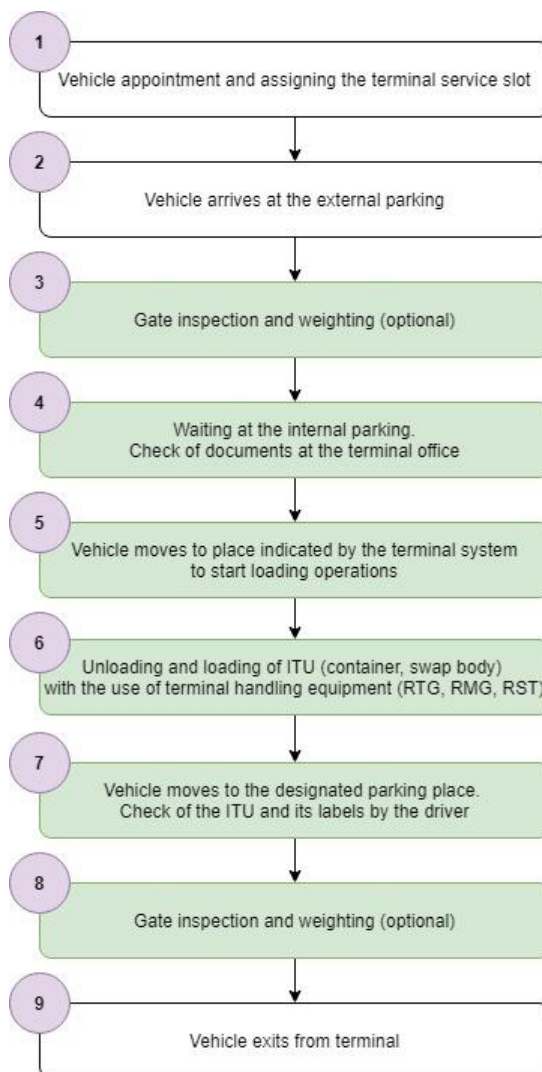 1
Vehicle appointment and assigning the terminal service slot
2
Vehicle arrives at the external parking
3
Gate inspection and weighting (optional)
4
Waiting at the internal parking.
Check of documents at the terminal office
5
Vehicle moves to place indicated by the terminal system
to start loading operations
6
Unloading and loading of ITU (container, swap body)
with the use of terminal handling equipment (RTG, RMG, RST)
7
Vehicle moves to the designated parking place.
Check of the ITU and its labels by the driver
8
Gate inspection and weighting (optional)
9
Vehicle exits from terminal